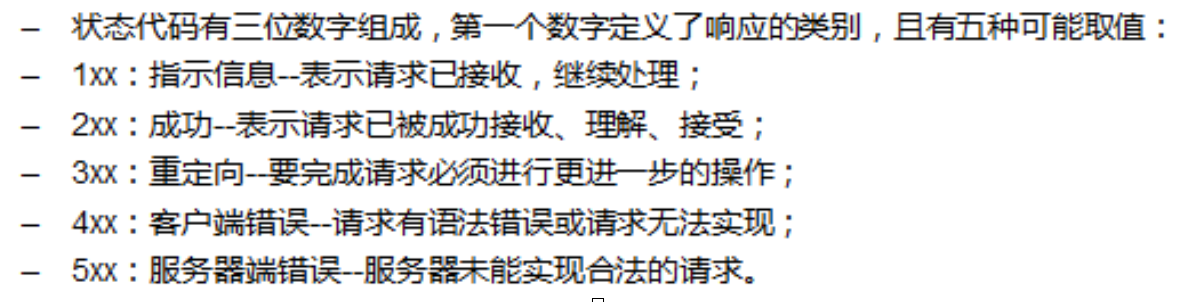 – 状态代码有三位数字组成，第一个数字定义了响应的类别，且有五种可能取值：
– 1xx：指示信息--表示请求已接收，继续处理；
– 2xx：成功--表示请求已被成功接收、理解、接受；
– 3xx：重定向--要完成请求必须进行更进一步的操作；
– 4xx：客户端错误--请求有语法错误或请求无法实现；
– 5xx：服务器端错误--服务器未能实现合法的请求。